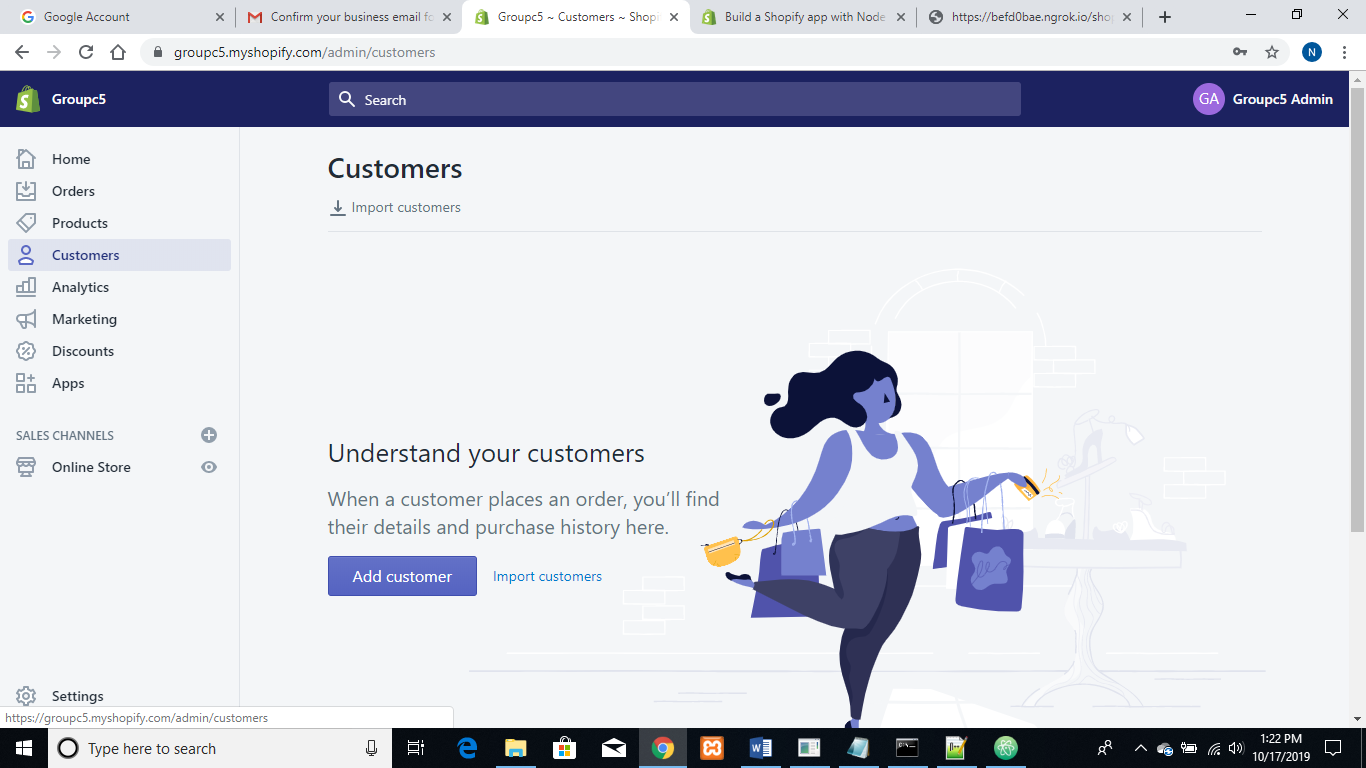 Google Account
Confirm your business email fo
Groupc5 ~ Customers ~ Shopi
Build a Shopify app with Node
https://befd0bae.ngrok.io/shop
groupc5.myshopify.com/admin/customers
N
Groupc5
Search
GA
Groupc5 Admin
Home
Orders
Products
Customers
Analytics
Marketing
Discounts
Apps
SALES CHANNELS
Online Store
Settings
Customers
Import customers
Understand your customers
When a customer places an order, you’ll find
their details and purchase history here.
Add customer
Import customers
https://groupc5.myshopify.com/admin/customers
Type here to search
1:22 PM
10/17/2019